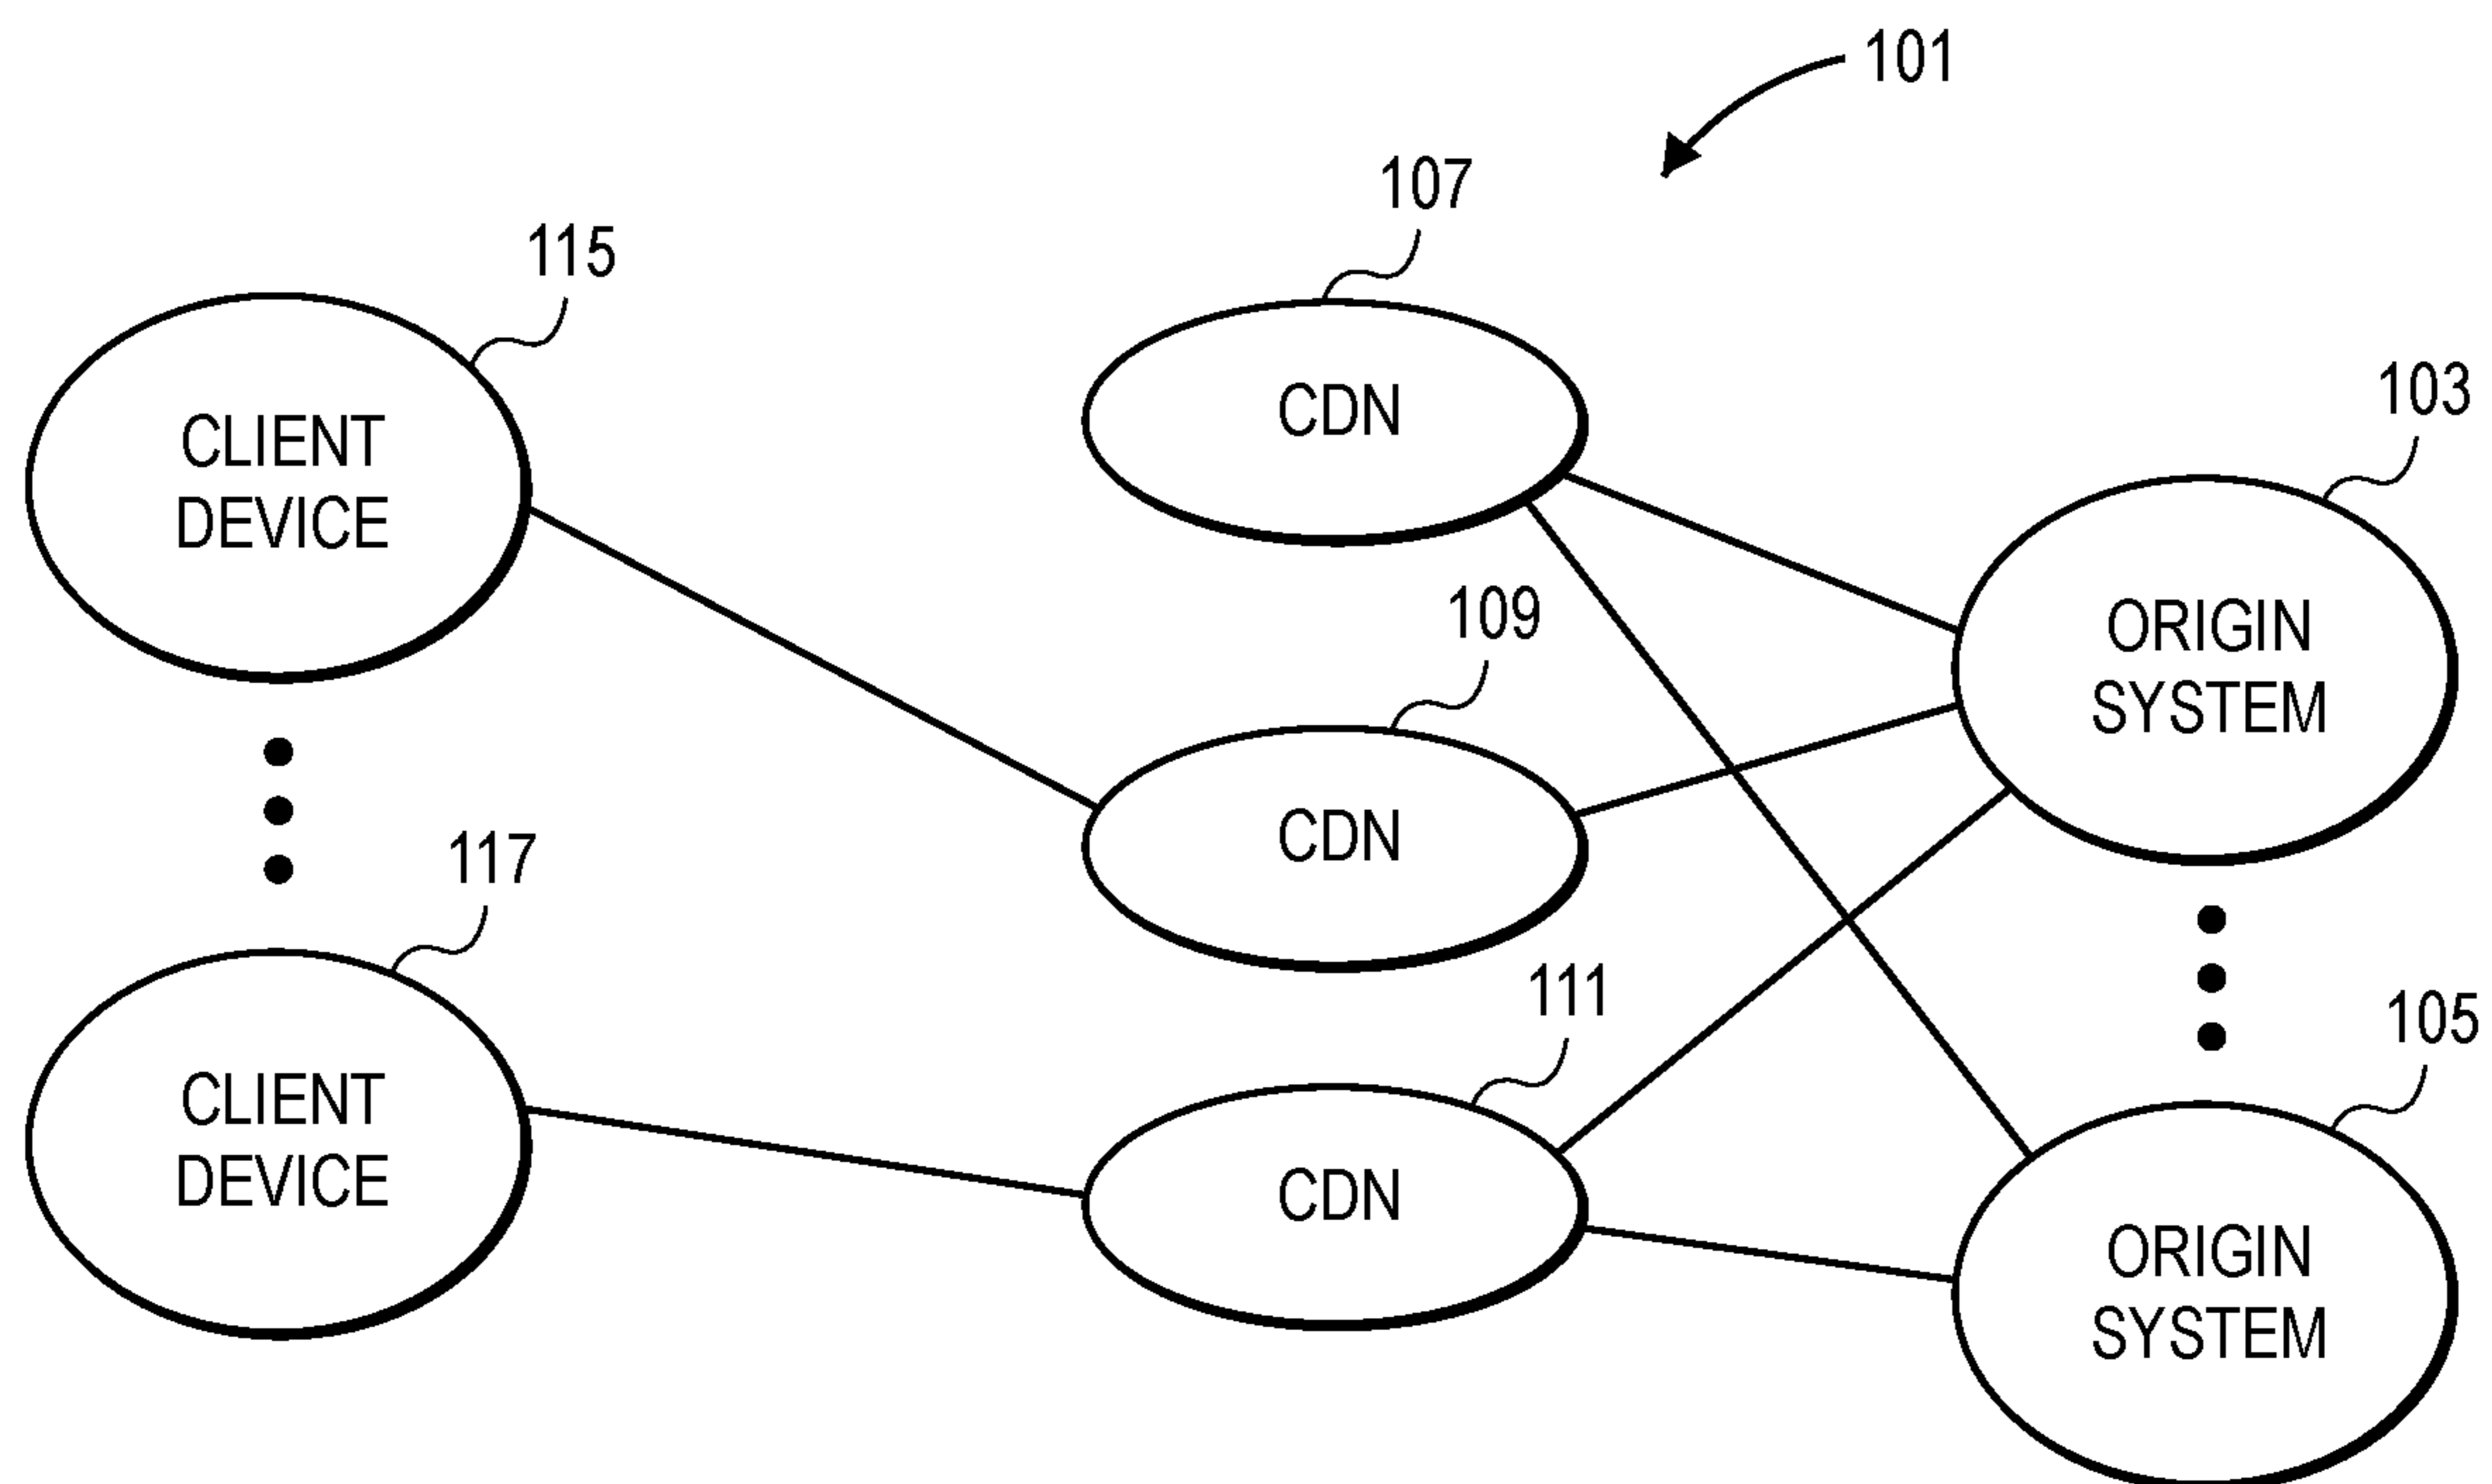 101
107
115
CDN
103
CLIENT
DEVICE
109
ORIGIN
SYSTEM
CDN
117
111
105
CLIENT
DEVICE
CDN
ORIGIN
SYSTEM